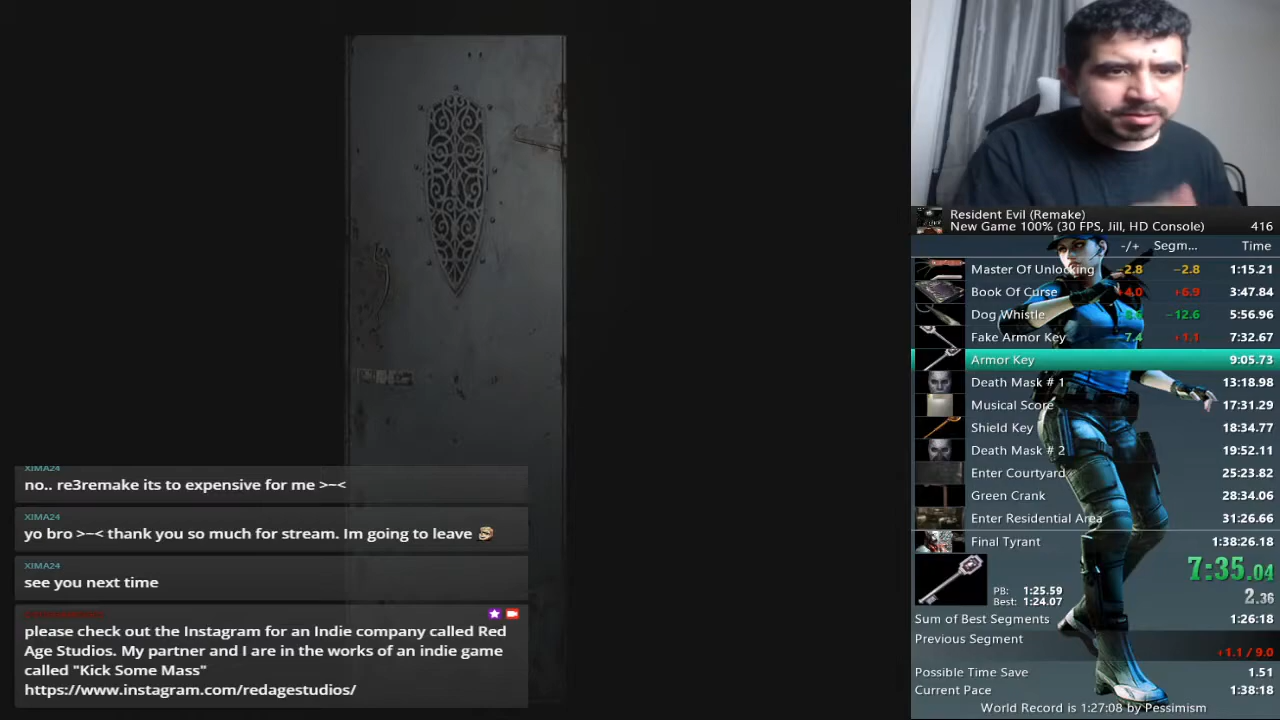 XIMA24
no.. re3remake its to expensive for me >~<
XIMA24
yo bro >~< thank you so much for stream. Im going to leave
XIMA24
see you next time
please check out the Instagram for an Indie company called Red
Age Studios. My partner and I are in the works of an indie game
called "Kick Some Mass"
https://www.instagram.com/redagestudios/
Resident Evil (Remake)
New Game 100% (30 FPS, Jill, HD Console) 416
-/+ Segm... Time
Master Of Unlocking −2.8 −2.8 1:15.21
Book Of Curse +4.0 +6.9 3:47.84
Dog Whistle −12.6 5:56.96
Fake Armor Key 7.4 +1.1 7:32.67
Armor Key 9:05.73
Death Mask # 1 13:18.98
Musical Score 17:31.29
Shield Key 18:34.77
Death Mask # 2 19:52.11
Enter Courtyard 25:23.82
Green Crank 28:34.06
Enter Residential Area 31:26.66
Final Tyrant 1:38:26.18
7:35.04
PB: 1:25.59
Best: 1:24.07
2.36
Sum of Best Segments 1:26:18
Previous Segment
+1.1 / 9.0
Possible Time Save 1.51
Current Pace 1:38:18
World Record is 1:27:08 by Pessimism